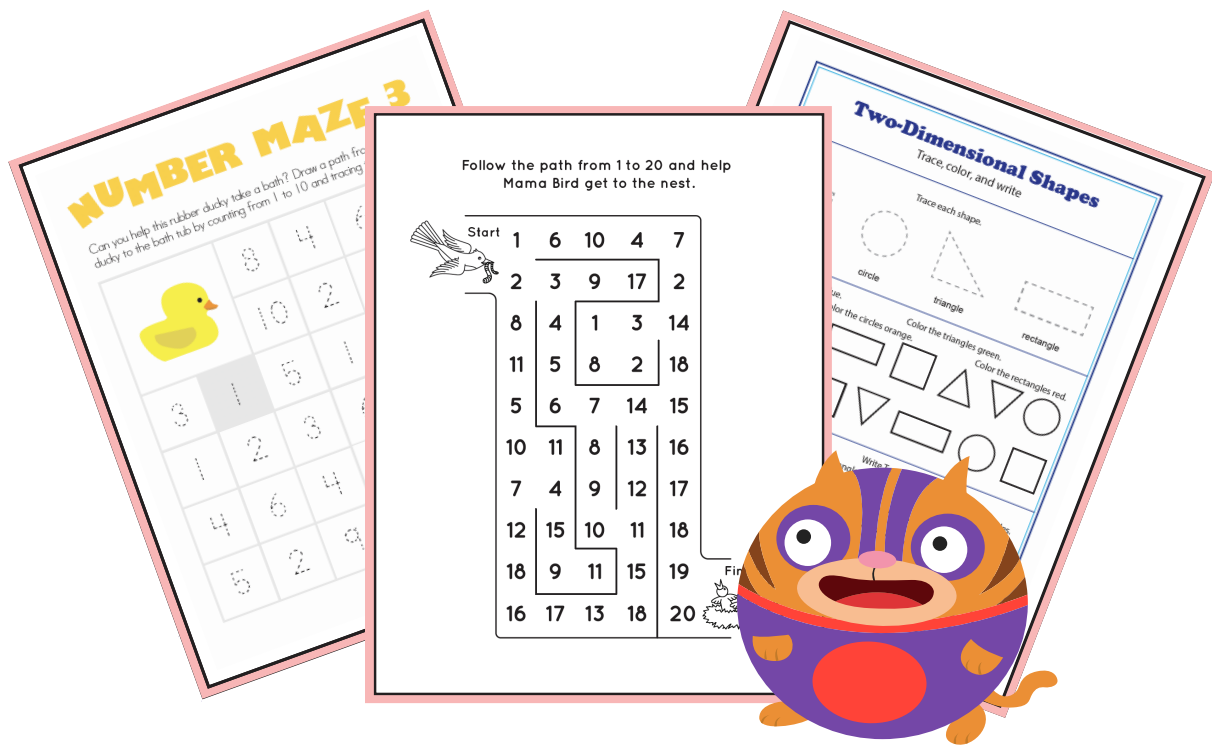 NUMBER MAZE 3
Can you help this rubber ducky take a bath? Draw a path
ducky to the bath tub by counting from 1 to 10 and tracing
8 4
10 2
3 1 5 1
1 2 3
4 6 4
5 2 9
Follow the path from 1 to 20 and help
Mama Bird get to the nest.
Start
1 6 10 4 7
2 3 9 17 2
8 4 1 3 14
11 5 8 2 18
5 6 7 14 15
10 11 8 13 16
7 4 9 12 17
12 15 10 11 18
18 9 11 15 19
16 17 13 18 20
Two-Dimensional Shapes
Trace, color, and write
Trace each shape.
circle
triangle
rectangle
the circles orange.
Color the triangles green.
Color the rectangles red.
Write